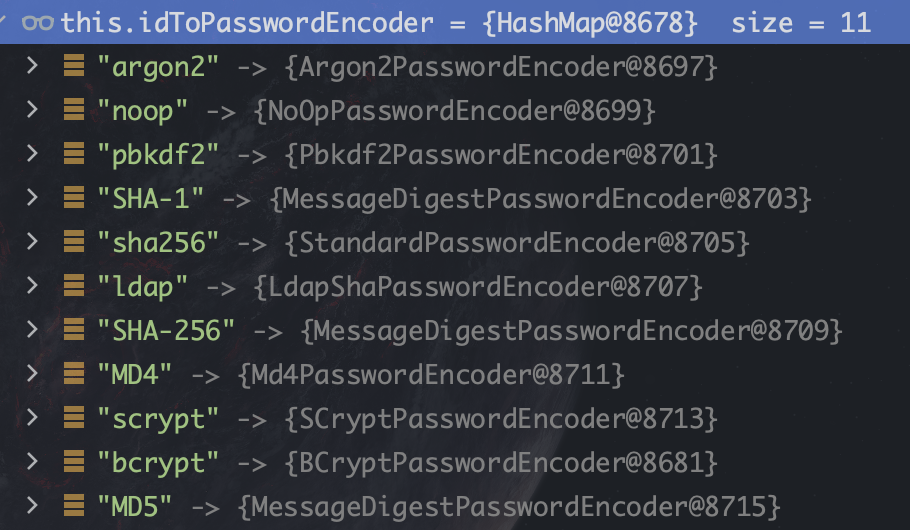 this.idToPasswordEncoder = {HashMap@8678} size = 11
"argon2" -> {Argon2PasswordEncoder@8697}
"noop" -> {NoOpPasswordEncoder@8699}
"pbkdf2" -> {Pbkdf2PasswordEncoder@8701}
"SHA-1" -> {MessageDigestPasswordEncoder@8703}
"sha256" -> {StandardPasswordEncoder@8705}
"ldap" -> {LdapShaPasswordEncoder@8707}
"SHA-256" -> {MessageDigestPasswordEncoder@8709}
"MD4" -> {Md4PasswordEncoder@8711}
"scrypt" -> {SCryptPasswordEncoder@8713}
"bcrypt" -> {BCryptPasswordEncoder@8681}
"MD5" -> {MessageDigestPasswordEncoder@8715}